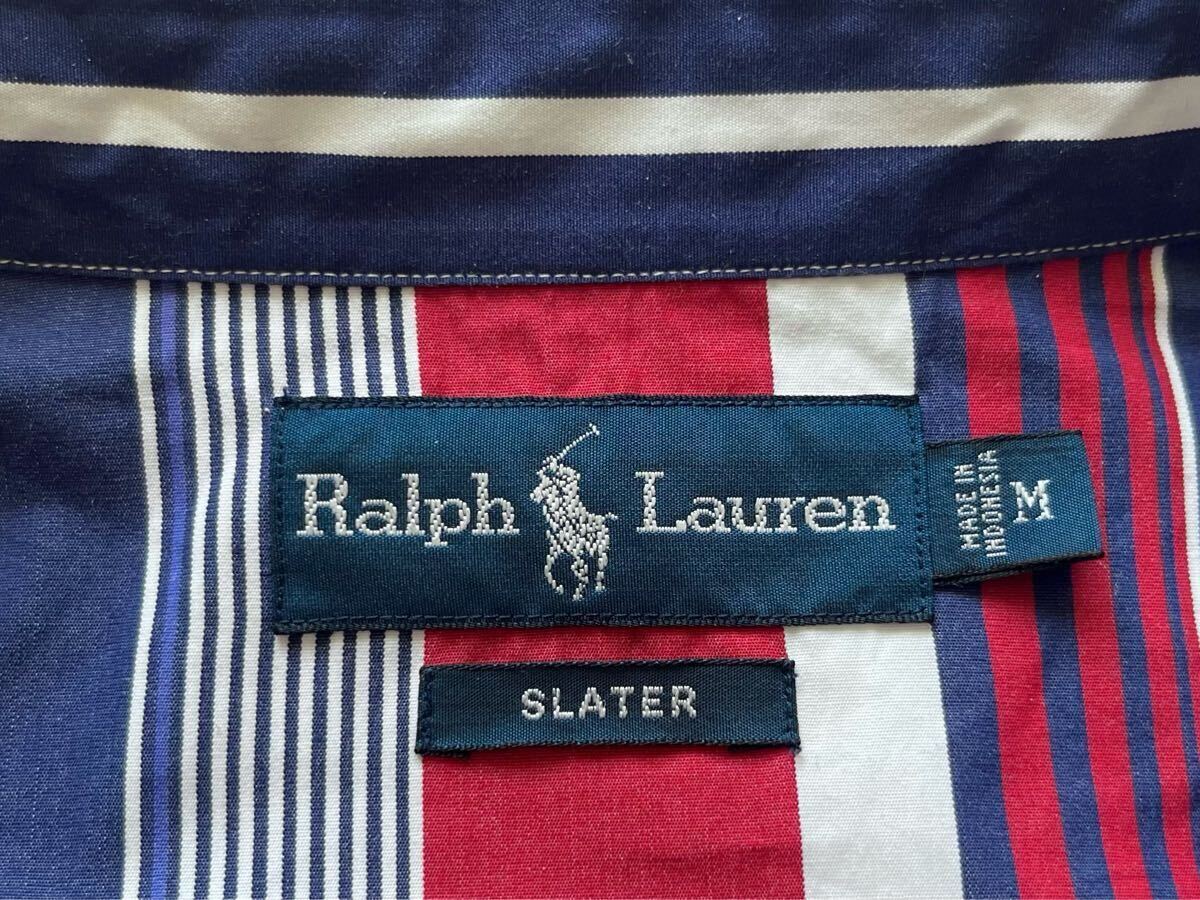 Ralph Lauren
MADE IN
INDONESIA
M
SLATER